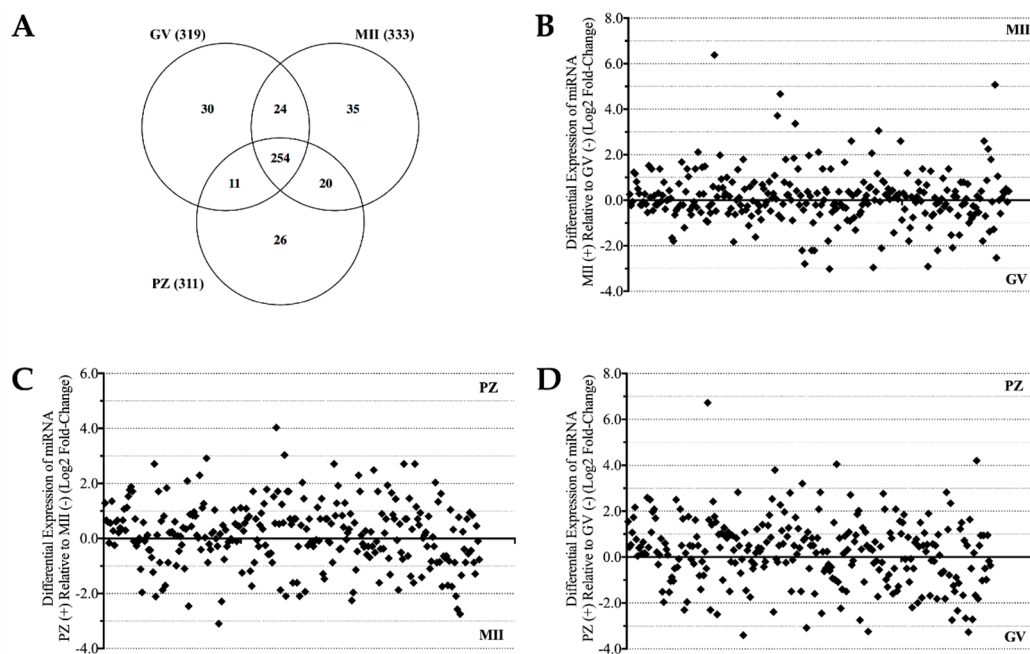 A
GV (319)
MII (333)
30
24
35
254
11
20
26
PZ (311)
B
Differential Expression of miRNA
MII (+) Relative to GV (-) (Log2 Fold-Change)
8.0
6.0
4.0
2.0
0.0
-2.0
-4.0
MII
GV
C
Differential Expression of miRNA
PZ (+) Relative to MII (-) (Log2 Fold-Change)
6.0
4.0
2.0
0.0
-2.0
-4.0
PZ
MII
D
Differential Expression of miRNA
PZ (+) Relative to GV (-) (Log2 Fold-Change)
8.0
6.0
4.0
2.0
0.0
-2.0
-4.0
PZ
GV